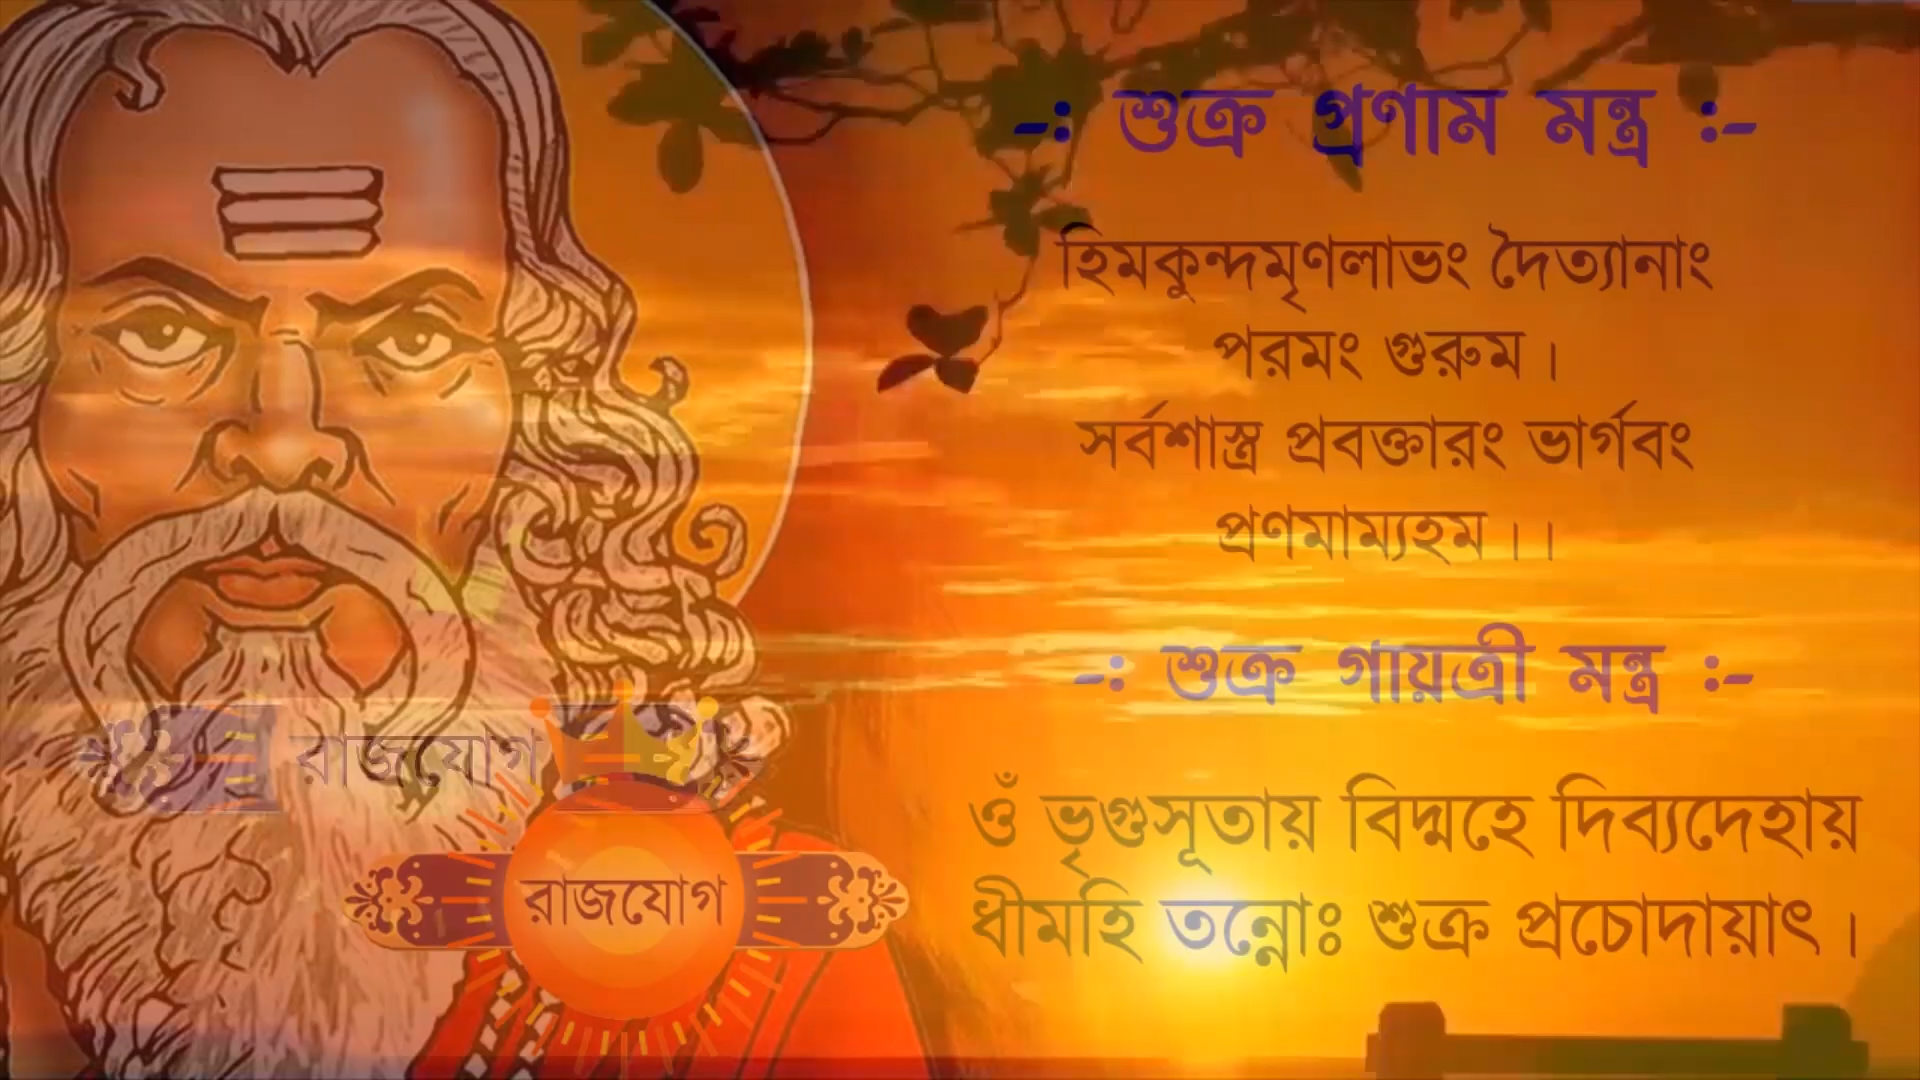 -: শুক্র প্রণাম মন্ত্র :-
হিমকুন্দমৃণলাভং দৈত্যানাং
পরমং গুরুম।
সর্বশাস্ত্র প্রবক্তারং ভার্গবং
প্রণমাম্যহম।।
-: শুক্র গায়ত্রী মন্ত্র :-
ওঁ ভৃগুসূতায় বিদ্মহে দিব্যদেহায়
ধীমহি তন্নোঃ শুক্র প্রচোদায়াৎ।
রাজযোগ
রাজযোগ